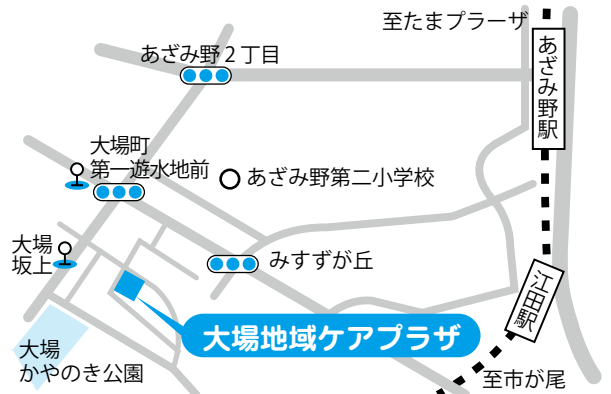 至たまプラーザ
あざみ野2丁目
あざみ野駅
大場町
第一遊水地前
あざみ野第二小学校
大場
坂上
みすずが丘
江田駅
大場地域ケアプラザ
大場
かやのき公園
至市が尾